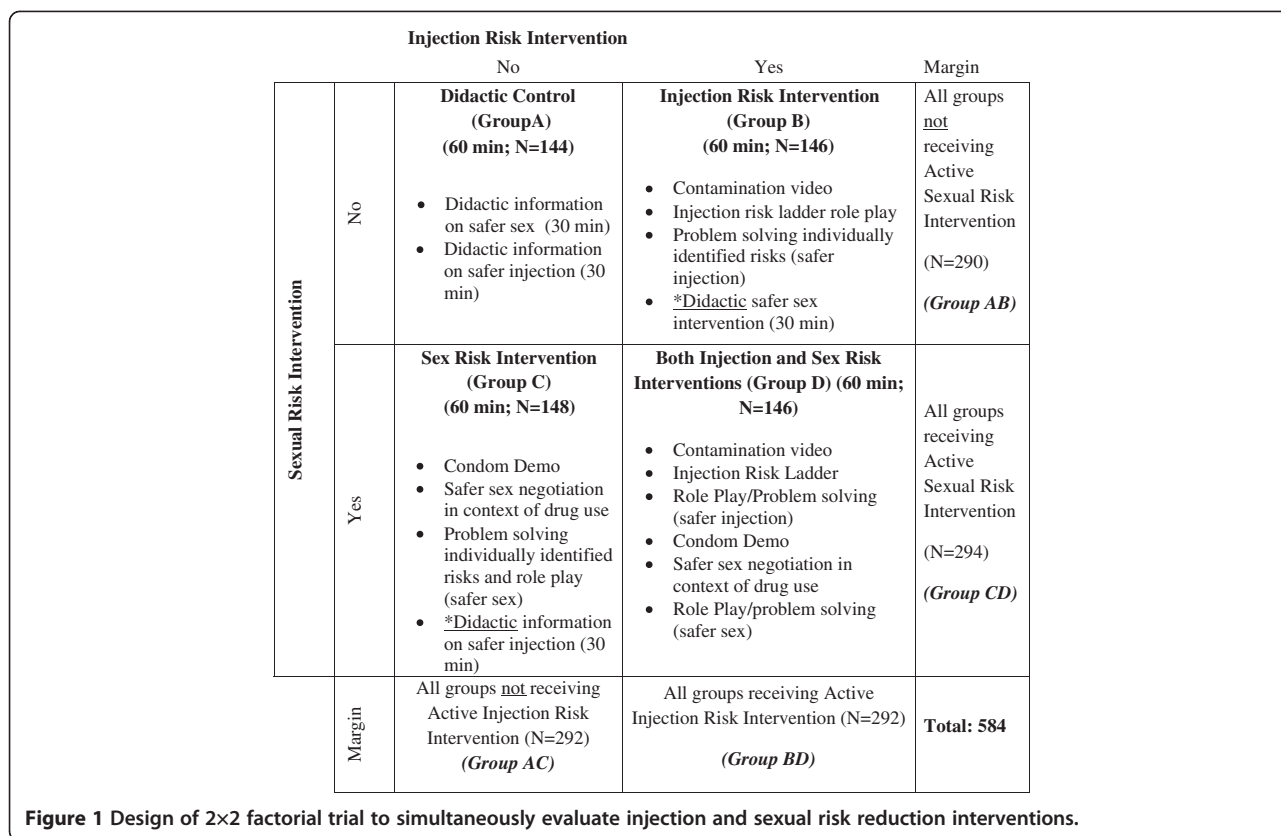 Injection Risk Intervention
No
Yes
Margin
Sexual Risk Intervention
No
Didactic Control
(GroupA)
(60 min; N=144)
• Didactic information
on safer sex (30 min)
• Didactic information
on safer injection (30
min)
Injection Risk Intervention
(Group B)
(60 min; N=146)
• Contamination video
• Injection risk ladder role play
• Problem solving individually
identified risks (safer
injection)
• *Didactic safer sex
intervention (30 min)
All groups
not
receiving
Active
Sexual Risk
Intervention
(N=290)
(Group AB)
Yes
Sex Risk Intervention
(Group C)
(60 min; N=148)
• Condom Demo
• Safer sex negotiation
in context of drug use
• Problem solving
individually identified
risks and role play
(safer sex)
• *Didactic information
on safer injection (30
min)
Both Injection and Sex Risk
Interventions (Group D) (60 min;
N=146)
• Contamination video
• Injection Risk Ladder
• Role Play/Problem solving
(safer injection)
• Condom Demo
• Safer sex negotiation in
context of drug use
• Role Play/problem solving
(safer sex)
All groups
receiving
Active
Sexual Risk
Intervention
(N=294)
(Group CD)
Margin
All groups not receiving
Active Injection Risk
Intervention (N=292)
(Group AC)
All groups receiving Active
Injection Risk Intervention (N=292)
(Group BD)
Total: 584
Figure 1 Design of 2×2 factorial trial to simultaneously evaluate injection and sexual risk reduction interventions.